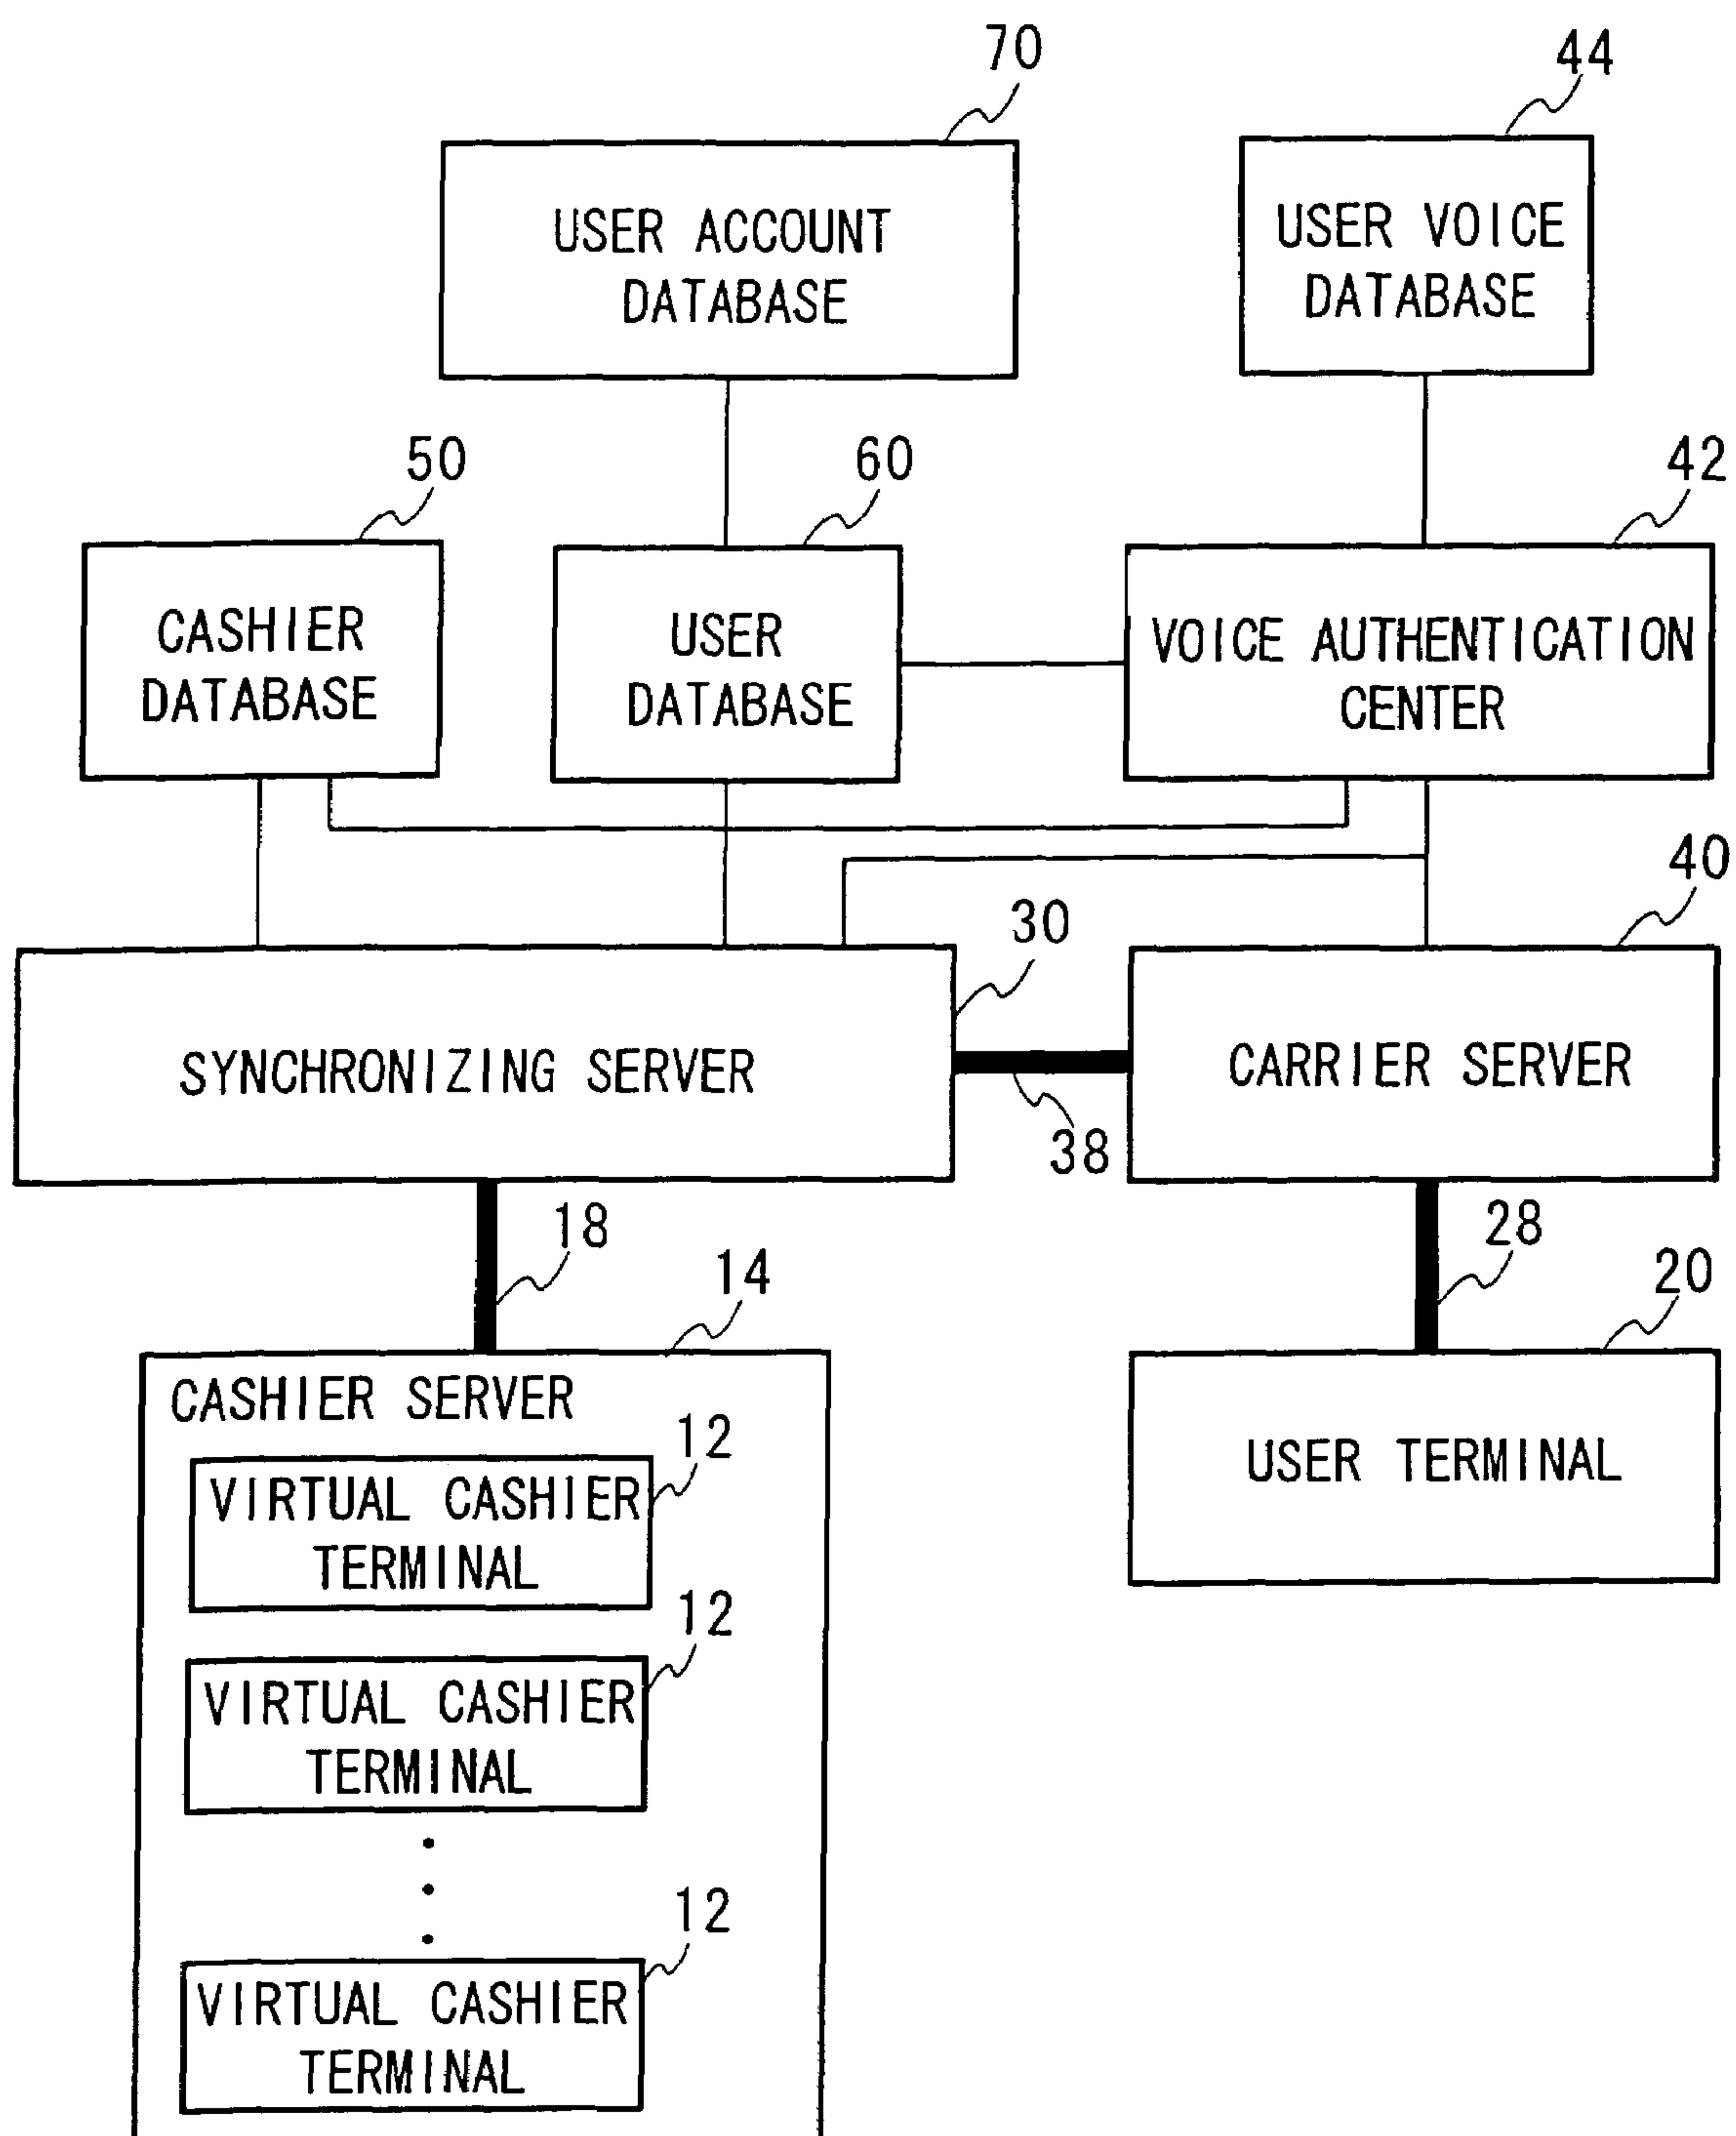 70
44
USER ACCOUNT
DATABASE
USER VOICE
DATABASE
50
60
42
CASHIER
DATABASE
USER
DATABASE
VOICE AUTHENTICATION
CENTER
40
30
SYNCHRONIZING SERVER
CARRIER SERVER
38
18
28
14
20
CASHIER SERVER
12
VIRTUAL CASHIER
TERMINAL
USER TERMINAL
12
VIRTUAL CASHIER
TERMINAL
12
VIRTUAL CASHIER
TERMINAL